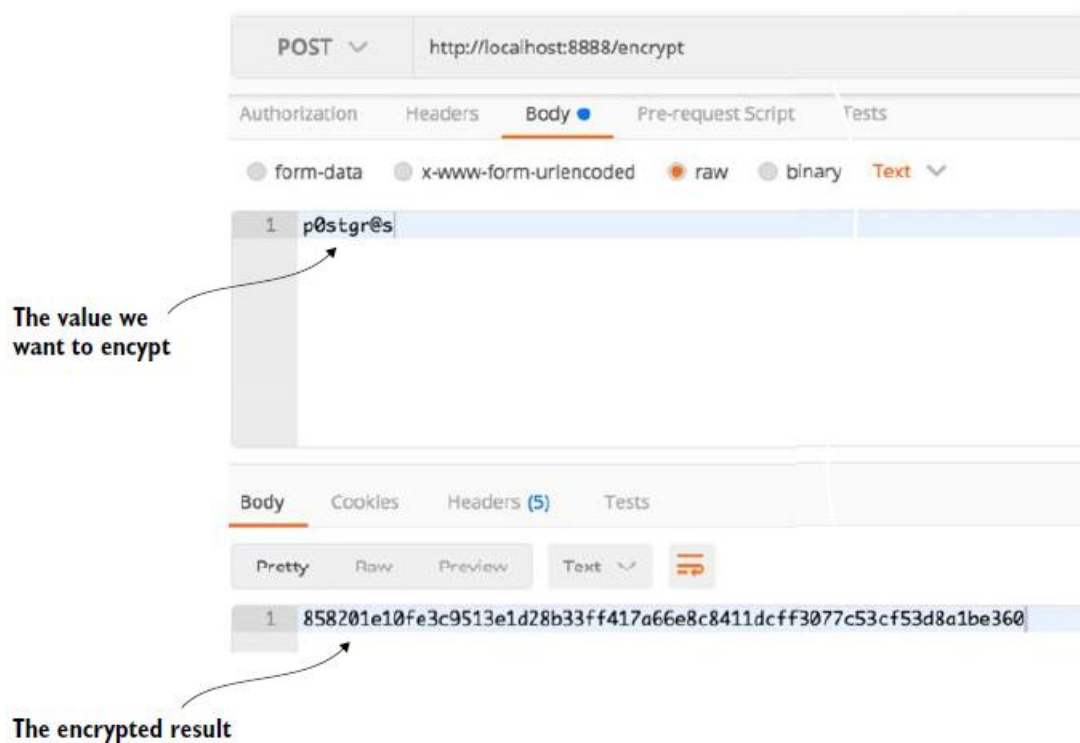 POST http://localhost:8888/encrypt
Authorization Headers Body Pre-request Script Tests
form-data x-www-form-urlencoded raw binary Text
1 p0stgr@s
The value we
want to encypt
Body Cookies Headers (5) Tests
Pretty Raw Preview Text
1 858201e10fe3c9513e1d28b33ff417a66e8c8411dcff3077c53cf53d8a1be360
The encrypted result